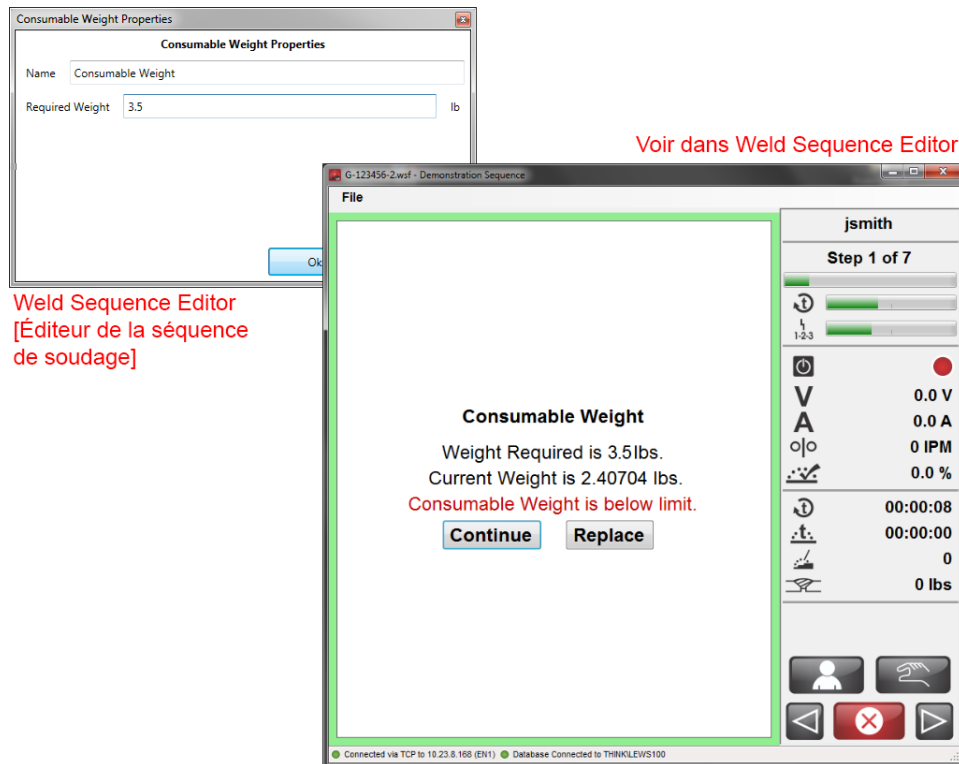 Consumable Weight Properties
Consumable Weight Properties
Name Consumable Weight
Required Weight 3.5 lb
Ok
Weld Sequence Editor
[Éditeur de la séquence
de soudage]
Voir dans Weld Sequence Editor
G-123456-2.wsf - Demonstration Sequence
File
Consumable Weight
Weight Required is 3.5lbs.
Current Weight is 2.40704 lbs.
Consumable Weight is below limit.
Continue Replace
jsmith
Step 1 of 7
t
1-2-3
V 0.0 V
A 0.0 A
0 IPM
0.0 %
t 00:00:08
.t. 00:00:00
0
0 lbs
Connected via TCP to 10.23.8.168 (EN1) Database Connected to THINK\LEWS100